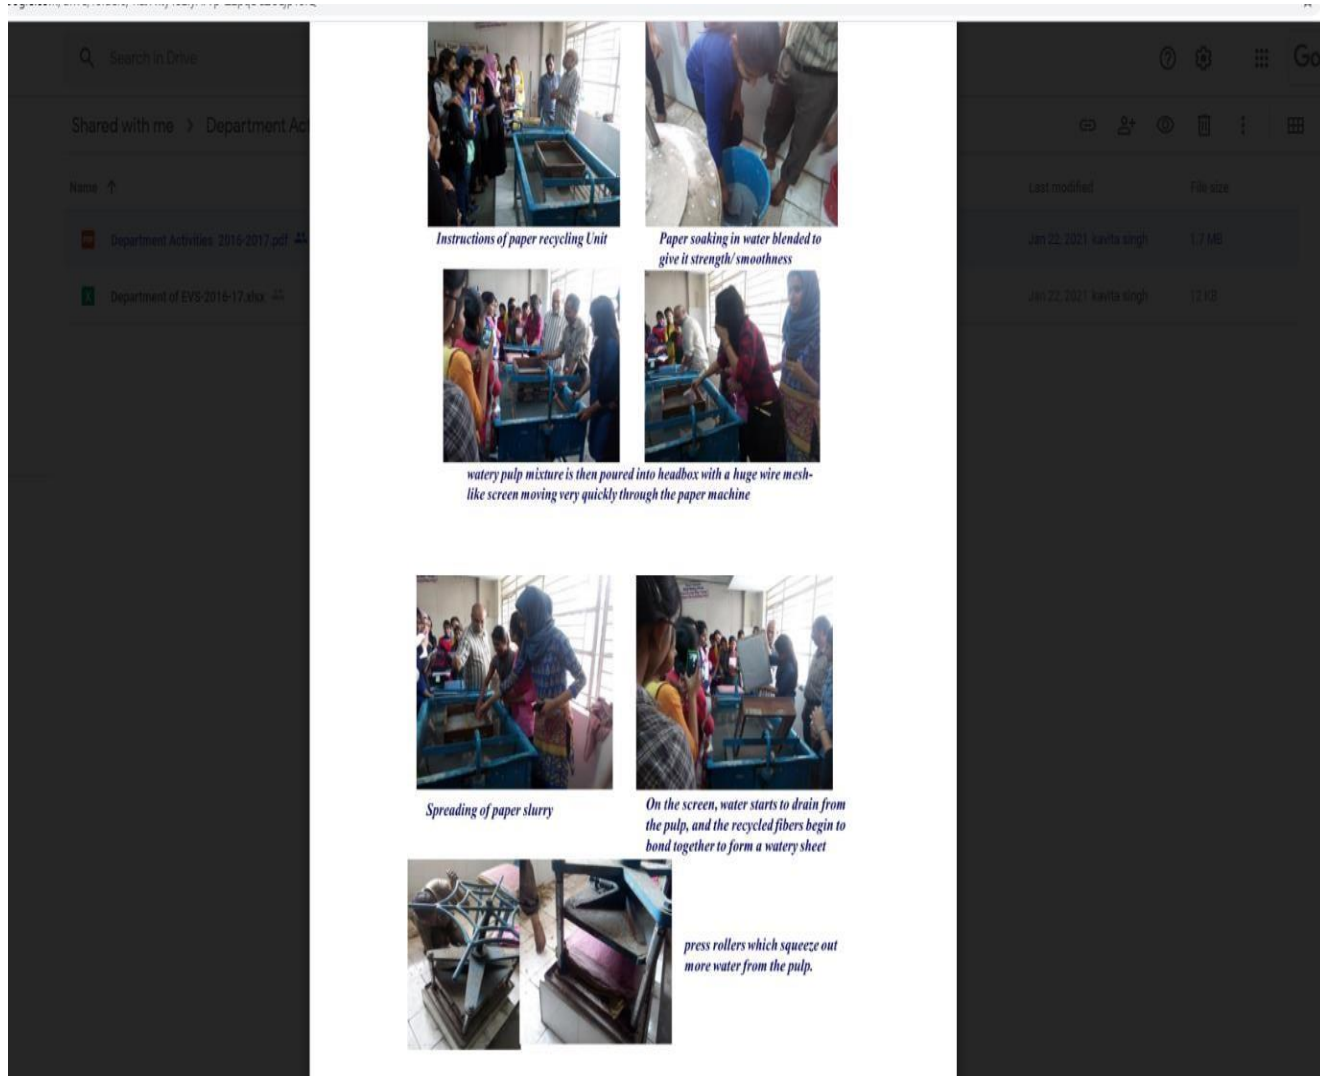 Search in Drive
Shared with me > Department Act
Name ↑
Last modified
File size
Department Activities 2016-2017.pdf
Jan 22, 2021 kavita singh
1.7 MB
Department of EVS-2016-17.xlsx
Jan 22, 2021 kavita singh
12 KB
Instructions of paper recycling Unit
Paper soaking in water blended to
give it strength/ smoothness
watery pulp mixture is then poured into headbox with a huge wire mesh-
like screen moving very quickly through the paper machine
Spreading of paper slurry
On the screen, water starts to drain from
the pulp, and the recycled fibers begin to
bond together to form a watery sheet
press rollers which squeeze out
more water from the pulp.